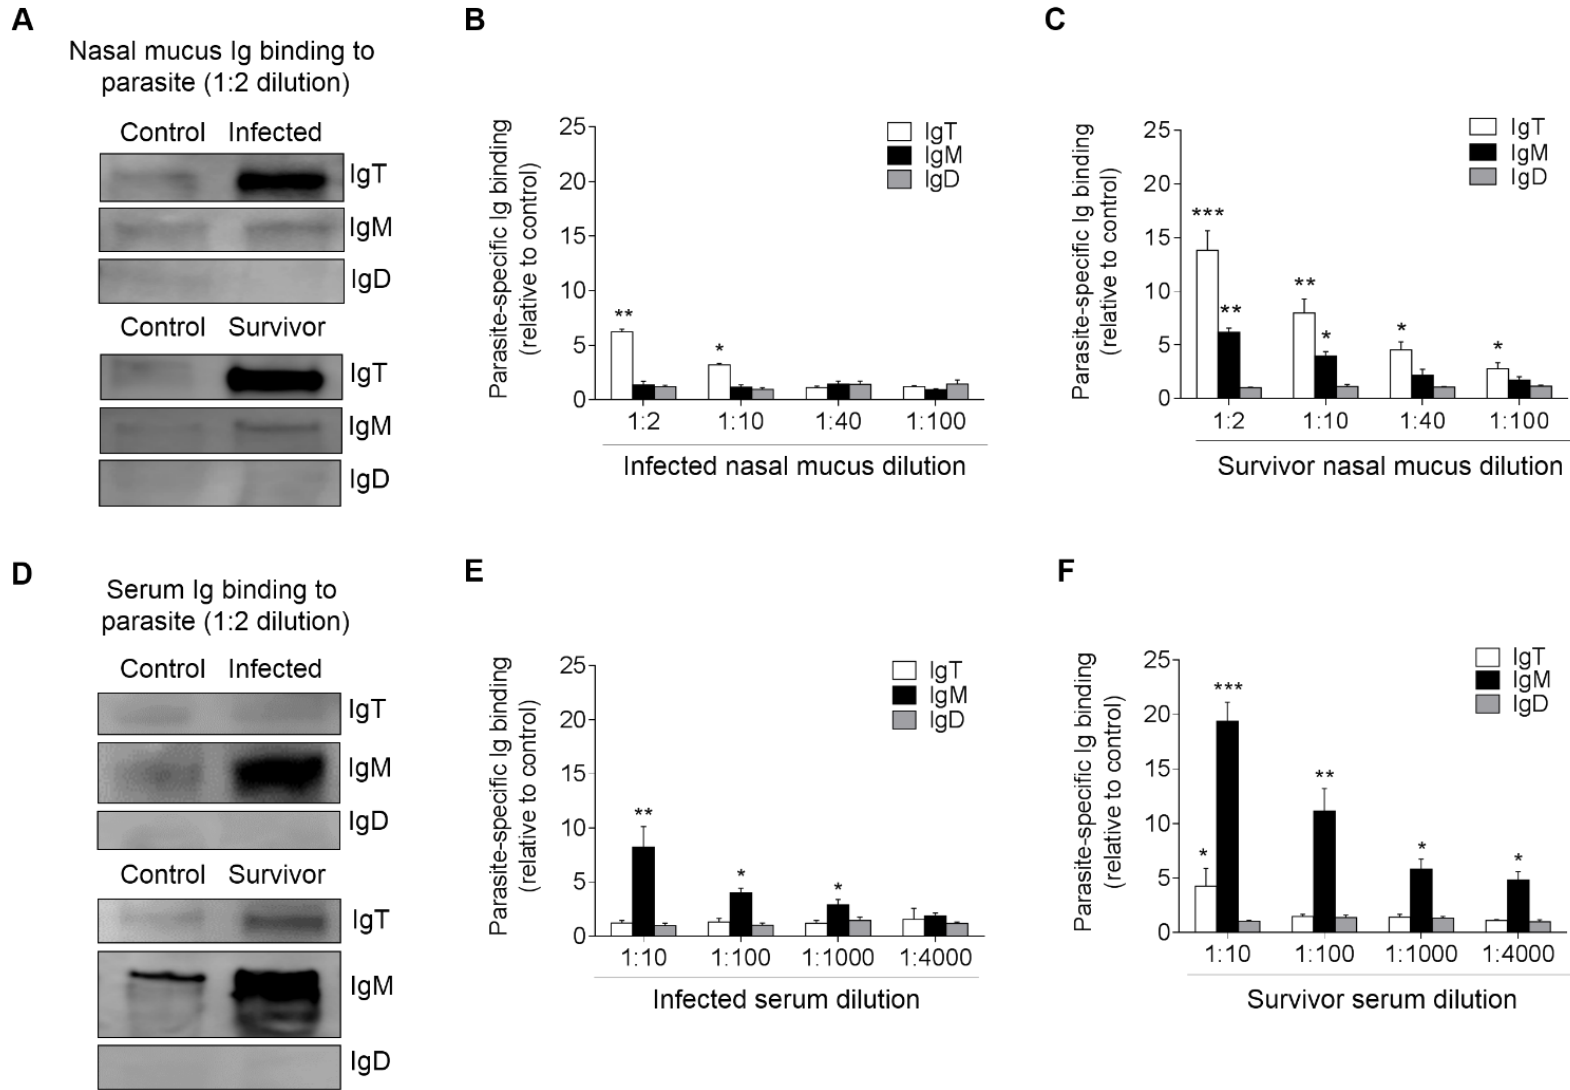 A
Nasal mucus Ig binding to
parasite (1:2 dilution)
Control Infected
IgT
IgM
IgD
Control Survivor
IgT
IgM
IgD
B
Parasite-specific Ig binding
(relative to control)
25
20
15
10
5
0
IgT
IgM
IgD
**
*
1:2 1:10 1:40 1:100
Infected nasal mucus dilution
C
Parasite-specific Ig binding
(relative to control)
25
20
15
10
5
0
IgT
IgM
IgD
***
**
**
*
*
*
1:2 1:10 1:40 1:100
Survivor nasal mucus dilution
D
Serum Ig binding to
parasite (1:2 dilution)
Control Infected
IgT
IgM
IgD
Control Survivor
IgT
IgM
IgD
E
Parasite-specific Ig binding
(relative to control)
25
20
15
10
5
0
IgT
IgM
IgD
**
*
*
1:10 1:100 1:1000 1:4000
Infected serum dilution
F
Parasite-specific Ig binding
(relative to control)
25
20
15
10
5
0
IgT
IgM
IgD
*
***
**
*
*
1:10 1:100 1:1000 1:4000
Survivor serum dilution